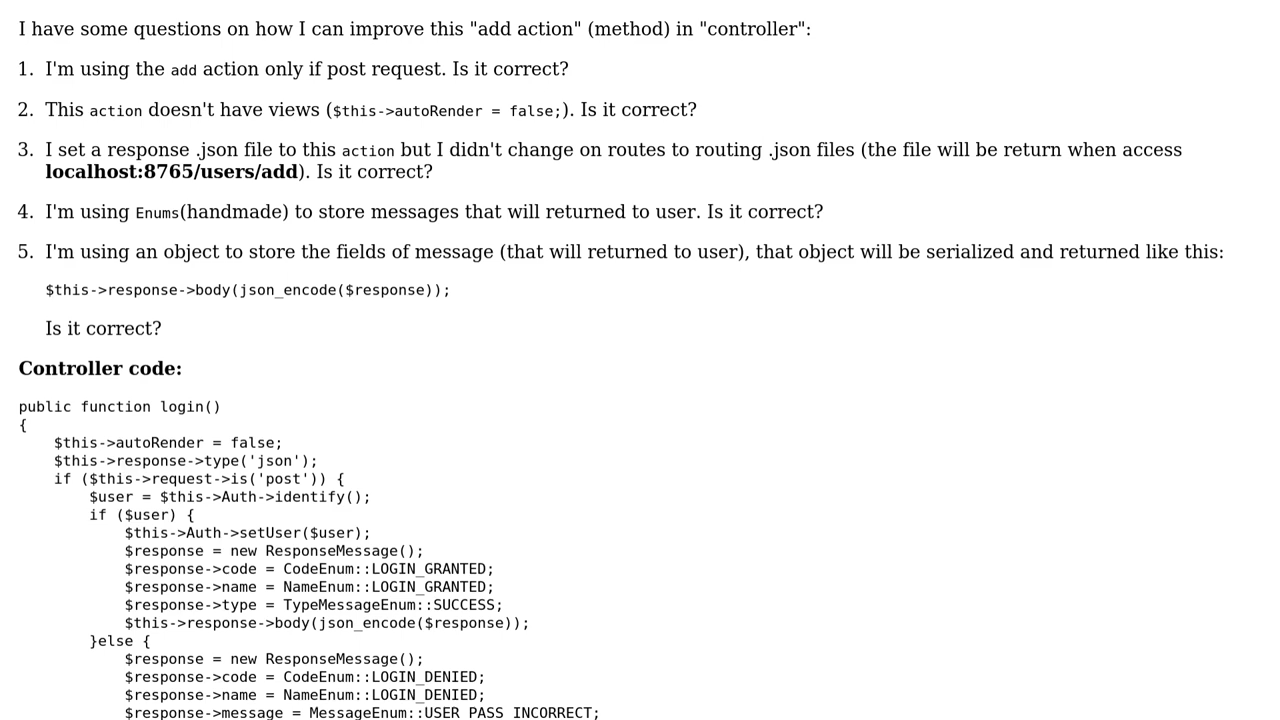 I have some questions on how I can improve this "add action" (method) in "controller":
1. I'm using the add action only if post request. Is it correct?
2. This action doesn't have views ($this->autoRender = false;). Is it correct?
3. I set a response .json file to this action but I didn't change on routes to routing .json files (the file will be return when access
localhost:8765/users/add). Is it correct?
4. I'm using Enums(handmade) to store messages that will returned to user. Is it correct?
5. I'm using an object to store the fields of message (that will returned to user), that object will be serialized and returned like this:
$this->response->body(json_encode($response));
Is it correct?
Controller code:
public function login()
{
    $this->autoRender = false;
    $this->response->type('json');
    if ($this->request->is('post')) {
        $user = $this->Auth->identify();
        if ($user) {
            $this->Auth->setUser($user);
            $response = new ResponseMessage();
            $response->code = CodeEnum::LOGIN_GRANTED;
            $response->name = NameEnum::LOGIN_GRANTED;
            $response->type = TypeMessageEnum::SUCCESS;
            $this->response->body(json_encode($response));
        }else {
            $response = new ResponseMessage();
            $response->code = CodeEnum::LOGIN_DENIED;
            $response->name = NameEnum::LOGIN_DENIED;
            $response->message = MessageEnum::USER_PASS_INCORRECT;